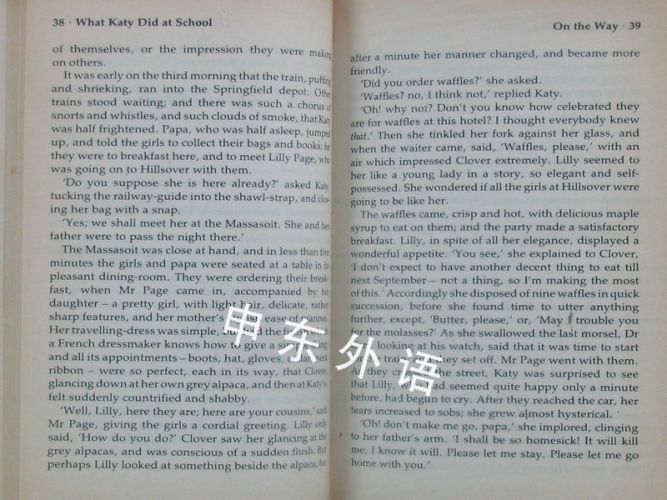 38 · What Katy Did at School
of themselves, or the impression they were making
on others.
It was early on the third morning that the train, puffing
and shrieking, ran into the Springfield depot. Other
trains stood waiting; and there was such a chorus of
snorts and whistles, and such clouds of smoke, that Katy
was half frightened. Papa, who was half asleep, jumped
up, and told the girls to collect their bags and books; for
they were to breakfast here, and to meet Lilly Page, who
was going on to Hillsover with them.
'Do you suppose she is here already?' asked Katy,
tucking the railway-guide into the shawl-strap, and clos-
ing her bag with a snap.
'Yes; we shall meet her at the Massasoit. She and her
father were to pass the night there.'
The Massasoit was close at hand, and in less than five
minutes the girls and papa were seated at a table in its
pleasant dining-room. They were ordering their break-
fast, when Mr Page came in, accompanied by his
daughter – a pretty girl, with light hair, delicate, rather
sharp features, and her mother's ease of manner.
Her travelling-dress was simple, but had the
a French dressmaker knows how to give a simple
and all its appointments – boots, hat, gloves, collar, neck
ribbon – were so perfect, each in its way, that Clover
glancing down at her own grey alpaca, and then at Katy's
felt suddenly countrified and shabby.
'Well, Lilly, here they are; here are your cousins,' said
Mr Page, giving the girls a cordial greeting. Lilly only
said, 'How do you do?' Clover saw her glancing at the
grey alpacas, and was conscious of a sudden flush. But
perhaps Lilly looked at something beside the alpaca; for
On the Way · 39
after a minute her manner changed, and became more
friendly.
'Did you order waffles?' she asked.
'Waffles? no, I think not,' replied Katy.
'Oh! why not? Don't you know how celebrated they
are for waffles at this hotel? I thought everybody knew
that.' Then she tinkled her fork against her glass, and
when the waiter came, said, 'Waffles, please,' with an
air which impressed Clover extremely. Lilly seemed to
her like a young lady in a story, so elegant and self-
possessed. She wondered if all the girls at Hillsover were
going to be like her.
The waffles came, crisp and hot, with delicious maple
syrup to eat on them; and the party made a satisfactory
breakfast. Lilly, in spite of all her elegance, displayed a
wonderful appetite. 'You see,' she explained to Clover,
'I don't expect to have another decent thing to eat till
next September – not a thing, so I'm making the most
of this.' Accordingly she disposed of nine waffles in quick
succession, before she found time to utter anything
further, except, 'Butter, please,' or, 'May I trouble you
for the molasses?' As she swallowed the last morsel, Dr
looking at his watch, said that it was time to start
train, and they set off. Mr Page went with them.
As they crossed the street, Katy was surprised to see
that Lilly, had seemed quite happy only a minute
before, had begun to cry. After they reached the car, her
tears increased to sobs; she grew almost hysterical.
'Oh! don't make me go, papa,' she implored, clinging
to her father's arm. 'I shall be so homesick! It will kill
me, I know it will. Please let me stay. Please let me go
home with you.'
申东外语